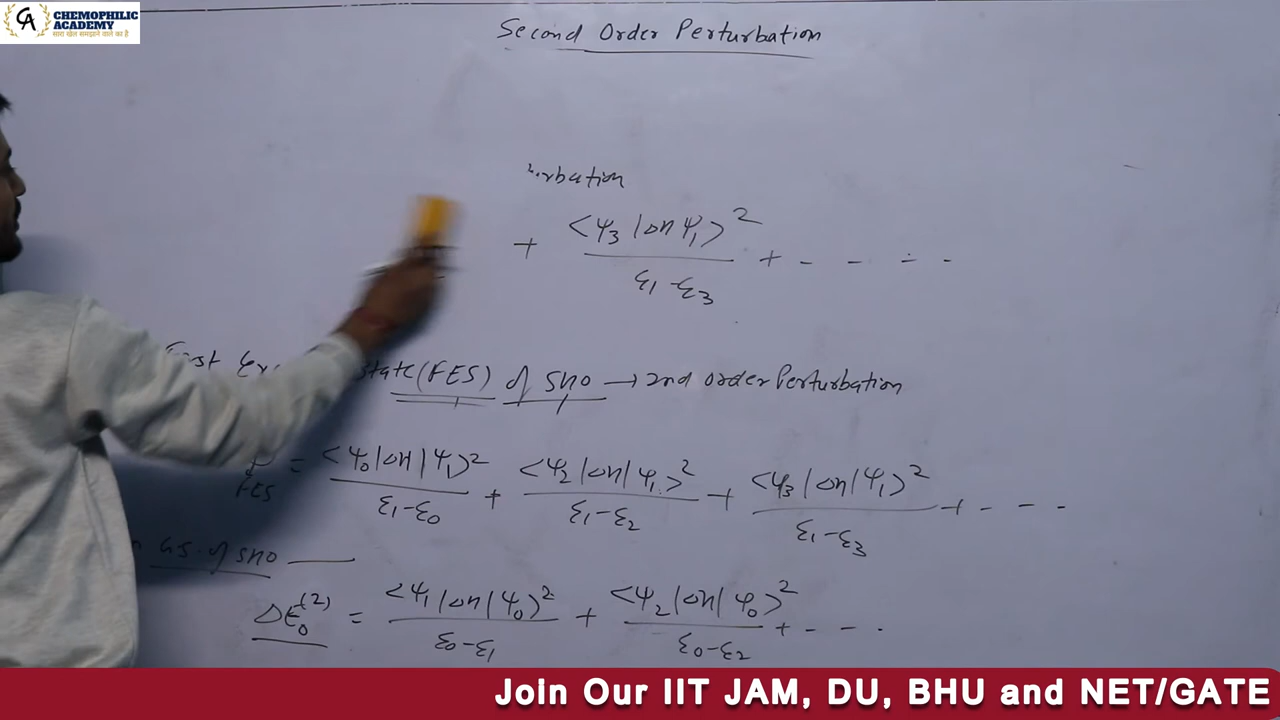 CA CHEMOPHILIC ACADEMY
सारा खेल समझाने वाले का है
Second Order Perturbation
rbation
+ <ψ3 |ΔH ψ1>² / ε1-ε3 + - - - -
state(FES) of SHO → 2nd order Perturbation
FES = <ψ0|ΔH|ψ1>² / ε1-ε0 + <ψ2|ΔH|ψ1>² / ε1-ε2 + <ψ3|ΔH|ψ1>² / ε1-ε3 + - - -
G.S. of SHO
ΔE0⁽²⁾ = <ψ1|ΔH|ψ0>² / ε0-ε1 + <ψ2|ΔH|ψ0>² / ε0-ε2 + - - -
Join Our IIT JAM, DU, BHU and NET/GATE